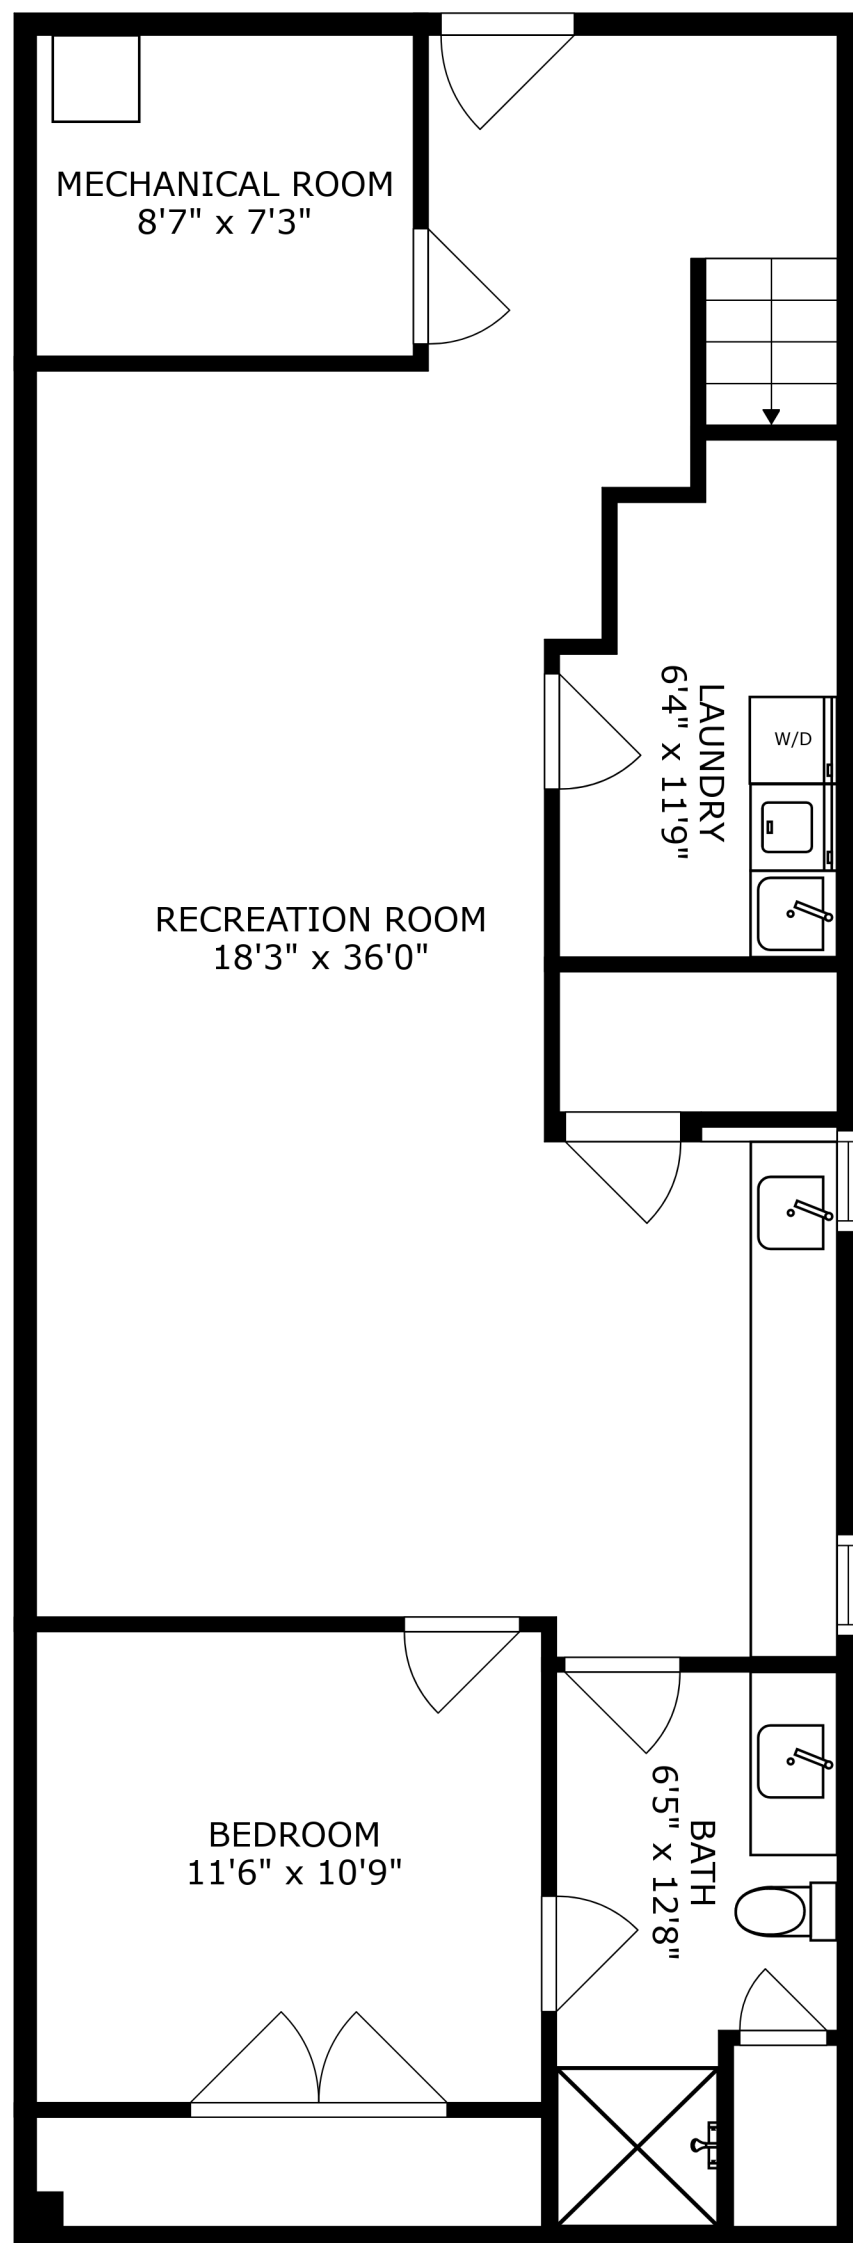 MECHANICAL ROOM
8'7" x 7'3"
LAUNDRY
6'4" x 11'9"
W/D
RECREATION ROOM
18'3" x 36'0"
BEDROOM
11'6" x 10'9"
BATH
6'5" x 12'8"